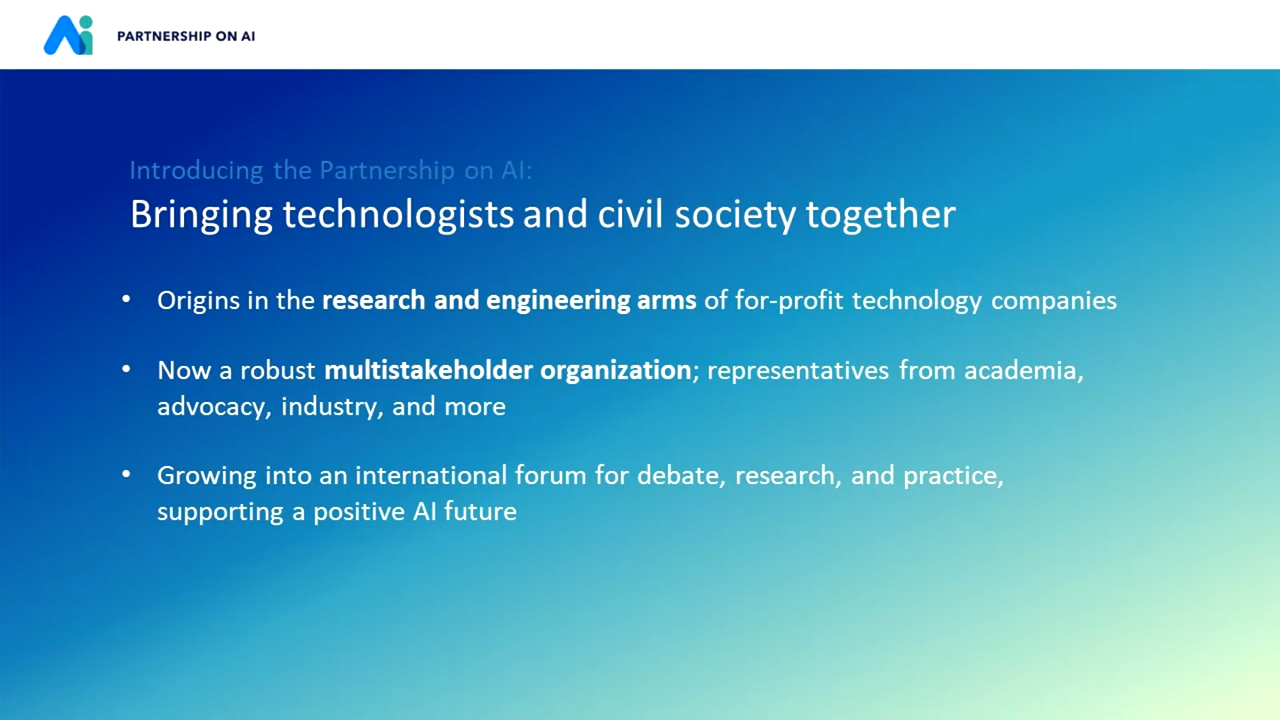 PARTNERSHIP ON AI
Introducing the Partnership on AI:
Bringing technologists and civil society together
• Origins in the research and engineering arms of for-profit technology companies
• Now a robust multistakeholder organization; representatives from academia,
advocacy, industry, and more
• Growing into an international forum for debate, research, and practice,
supporting a positive AI future